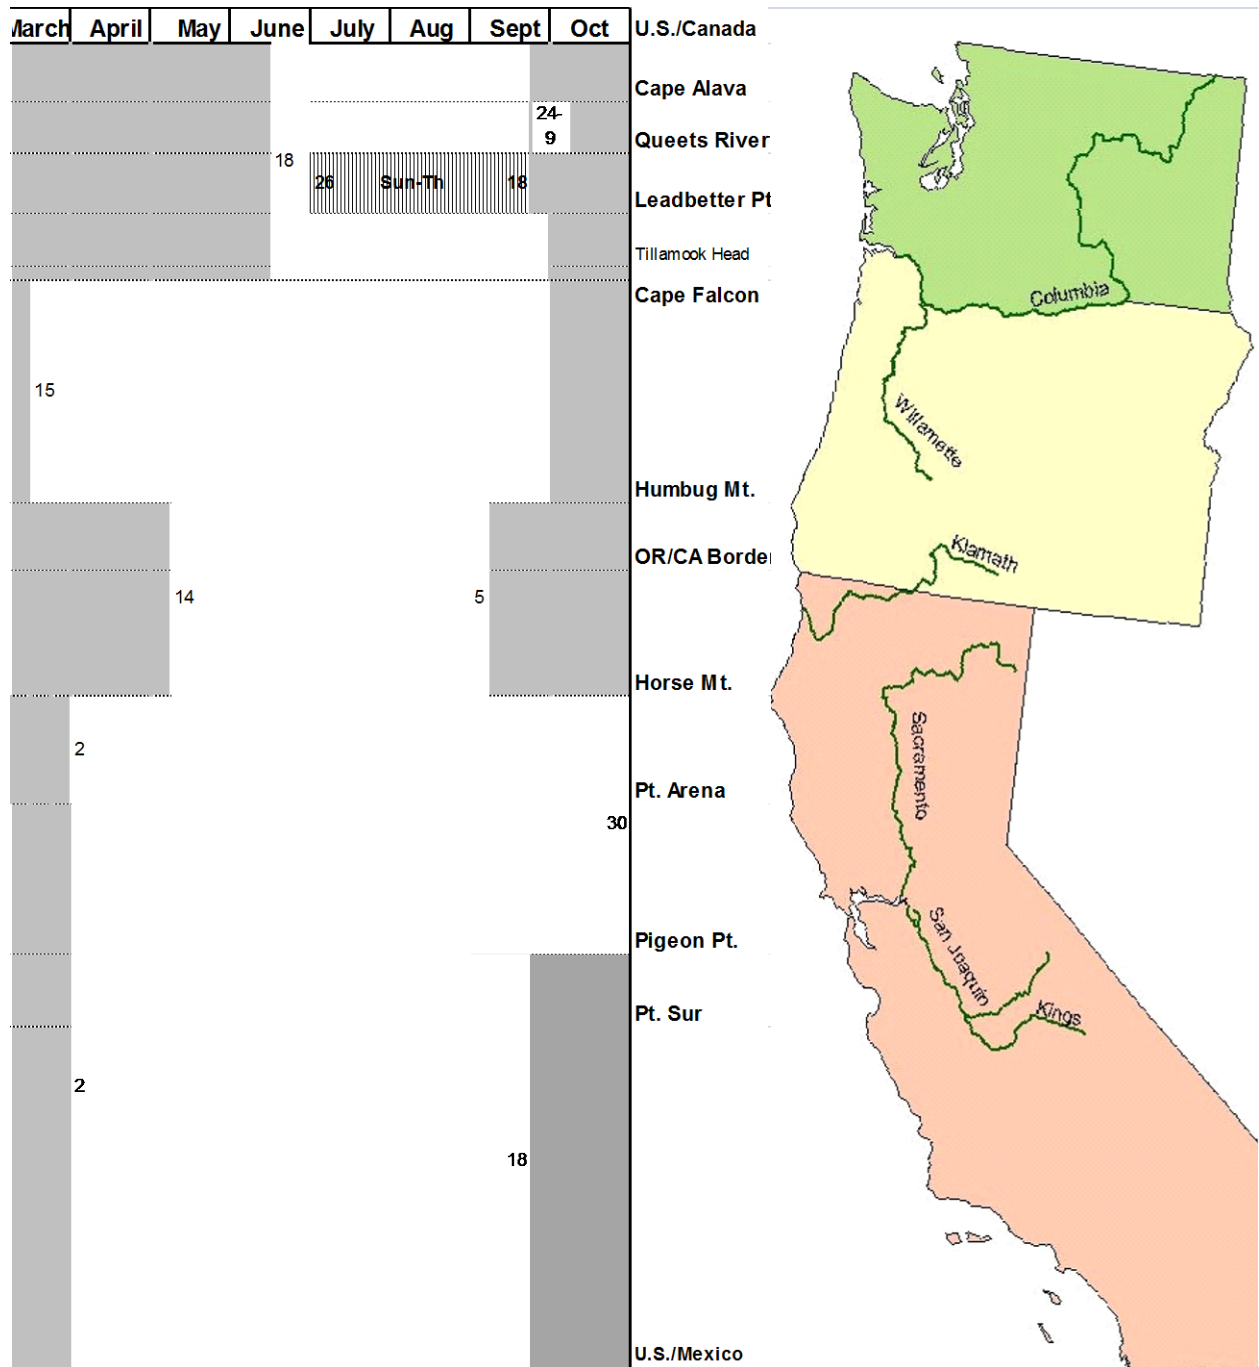 March April May June July Aug Sept Oct U.S./Canada
Cape Alava
24-
9
Queets River
18
26 Sun-Th 18
Leadbetter Pt
Tillamook Head
Cape Falcon
15
Humbug Mt.
OR/CA Border
14 5
Horse Mt.
2
Pt. Arena
30
Pigeon Pt.
Pt. Sur
2
18
U.S./Mexico
Columbia
Willamette
Klamath
Sacramento
San Joaquin
Kings